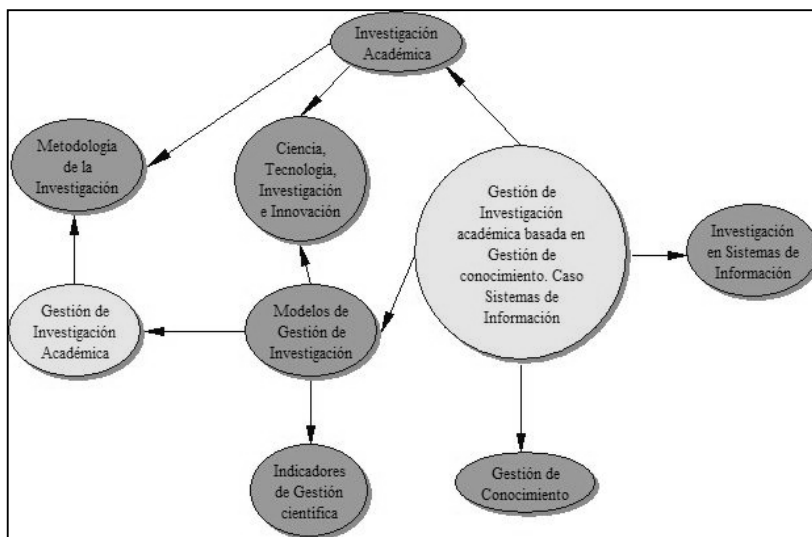 Investigación
Académica
Metodología
de la
Investigación
Ciencia,
Tecnología,
Investigación
e Innovación
Gestión de
Investigación
académica basada en
Gestión de
conocimiento. Caso
Sistemas de
Información
Investigación
en Sistemas de
Información
Gestión de
Investigación
Académica
Modelos de
Gestión de
Investigación
Indicadores
de Gestión
científica
Gestión de
Conocimiento